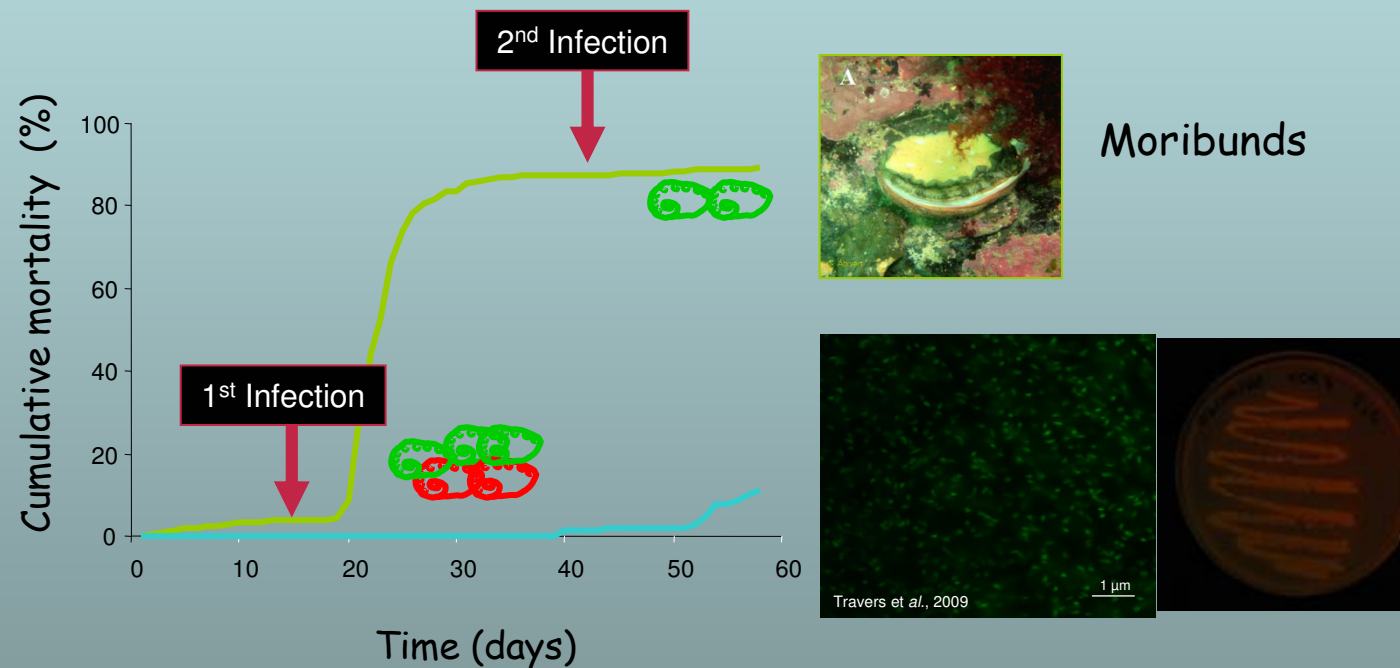 2nd Infection
Cumulative mortality (%)
100
80
60
40
20
0
1st Infection
0 10 20 30 40 50 60
Time (days)
A
Moribunds
Travers et al., 2009
1 µm